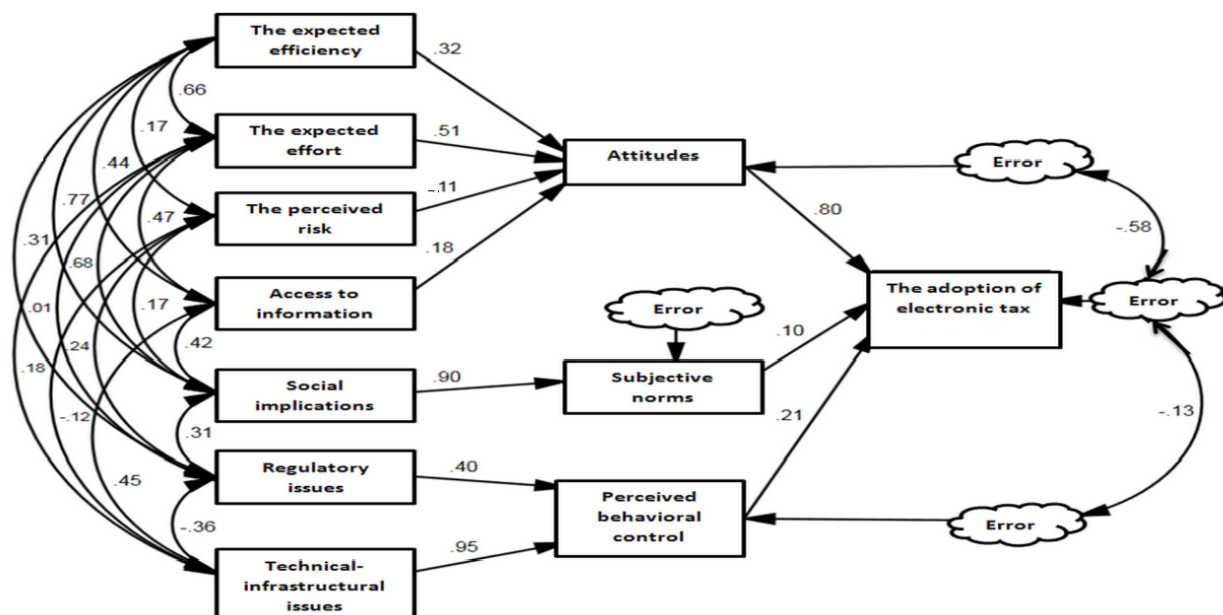 The expected
efficiency
.32
.66
The expected
effort
.51
.17
Attitudes
Error
.44
-.11
.77
.47
The perceived
risk
.80
.18
-.58
.31
.68
Access to
information
.17
Error
The adoption of
electronic tax
Error
.01
.42
.10
.24
.18
Social
implications
.90
Subjective
norms
-.12
.21
-.13
.31
Regulatory
issues
.40
.45
Perceived
behavioral
control
Error
-.36
.95
Technical-
infrastructural
issues